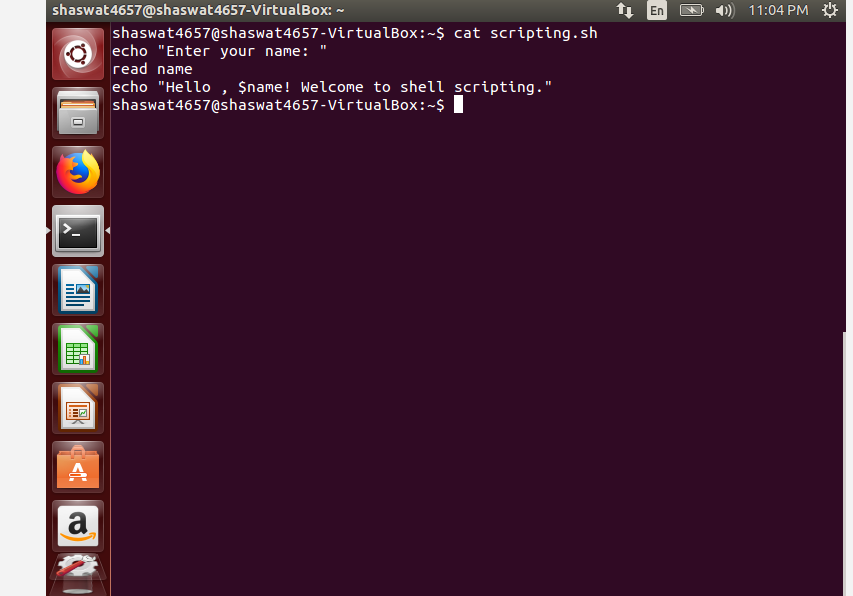 shaswat4657@shaswat4657-VirtualBox: ~
En
11:04 PM
shaswat4657@shaswat4657-VirtualBox:~$ cat scripting.sh
echo "Enter your name: "
read name
echo "Hello , $name! Welcome to shell scripting."
shaswat4657@shaswat4657-VirtualBox:~$